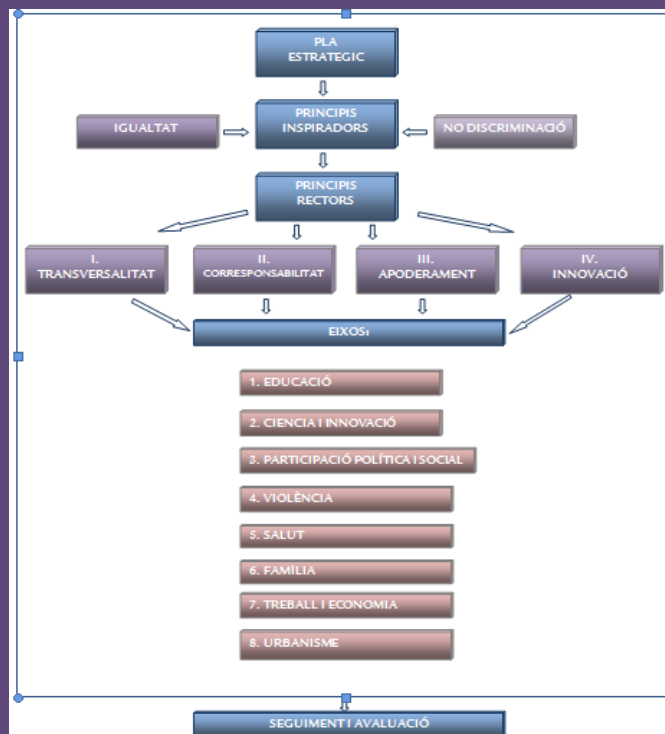 PLA
ESTRATEGIC
PRINCIPIS
INSPIRADORS
IGUALTAT
NO DISCRIMINACIÓ
PRINCIPIS
RECTORS
I.
TRANSVERSALITAT
II.
CORRESPONSABILITAT
III.
APODERAMENT
IV.
INNOVACIÓ
EIXOS:
1. EDUCACIÓ
2. CIENCIA I INNOVACIÓ
3. PARTICIPACIÓ POLÍTICA I SOCIAL
4. VIOLÈNCIA
5. SALUT
6. FAMÍLIA
7. TREBALL I ECONOMIA
8. URBANISME
SEGUIMENT I AVALUACIÓ